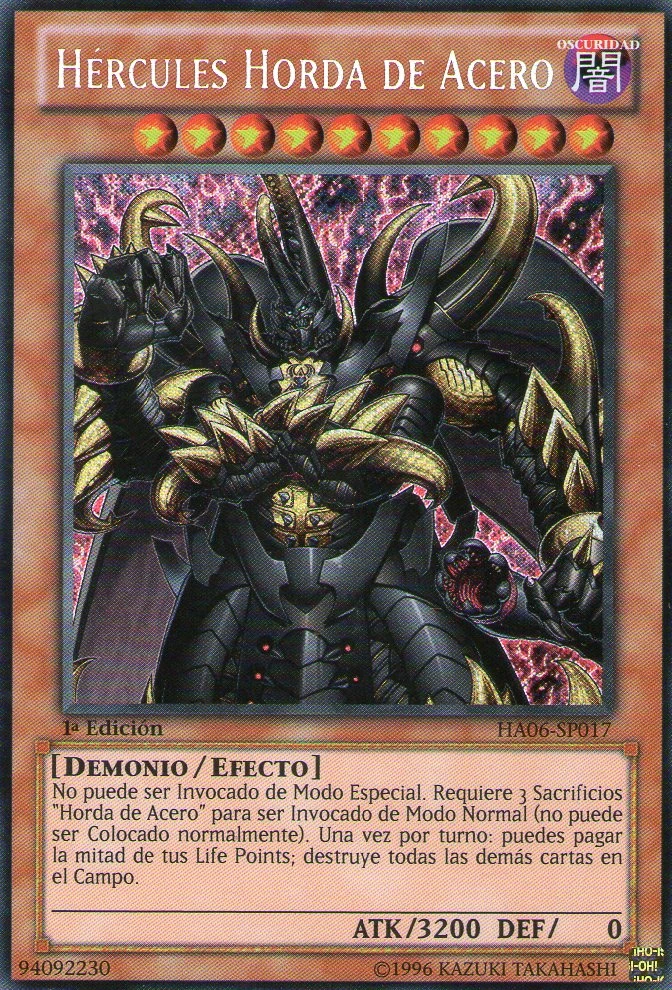 HÉRCULES HORDA DE ACERO
OSCURIDAD
闇
1ª Edición
HA06-SP017
[DEMONIO/EFECTO]
No puede ser Invocado de Modo Especial. Requiere 3 Sacrificios
"Horda de Acero" para ser Invocado de Modo Normal (no puede
ser Colocado normalmente). Una vez por turno: puedes pagar
la mitad de tus Life Points; destruye todas las demás cartas en
el Campo.
ATK/3200 DEF/ 0
94092230
©1996 KAZUKI TAKAHASHI